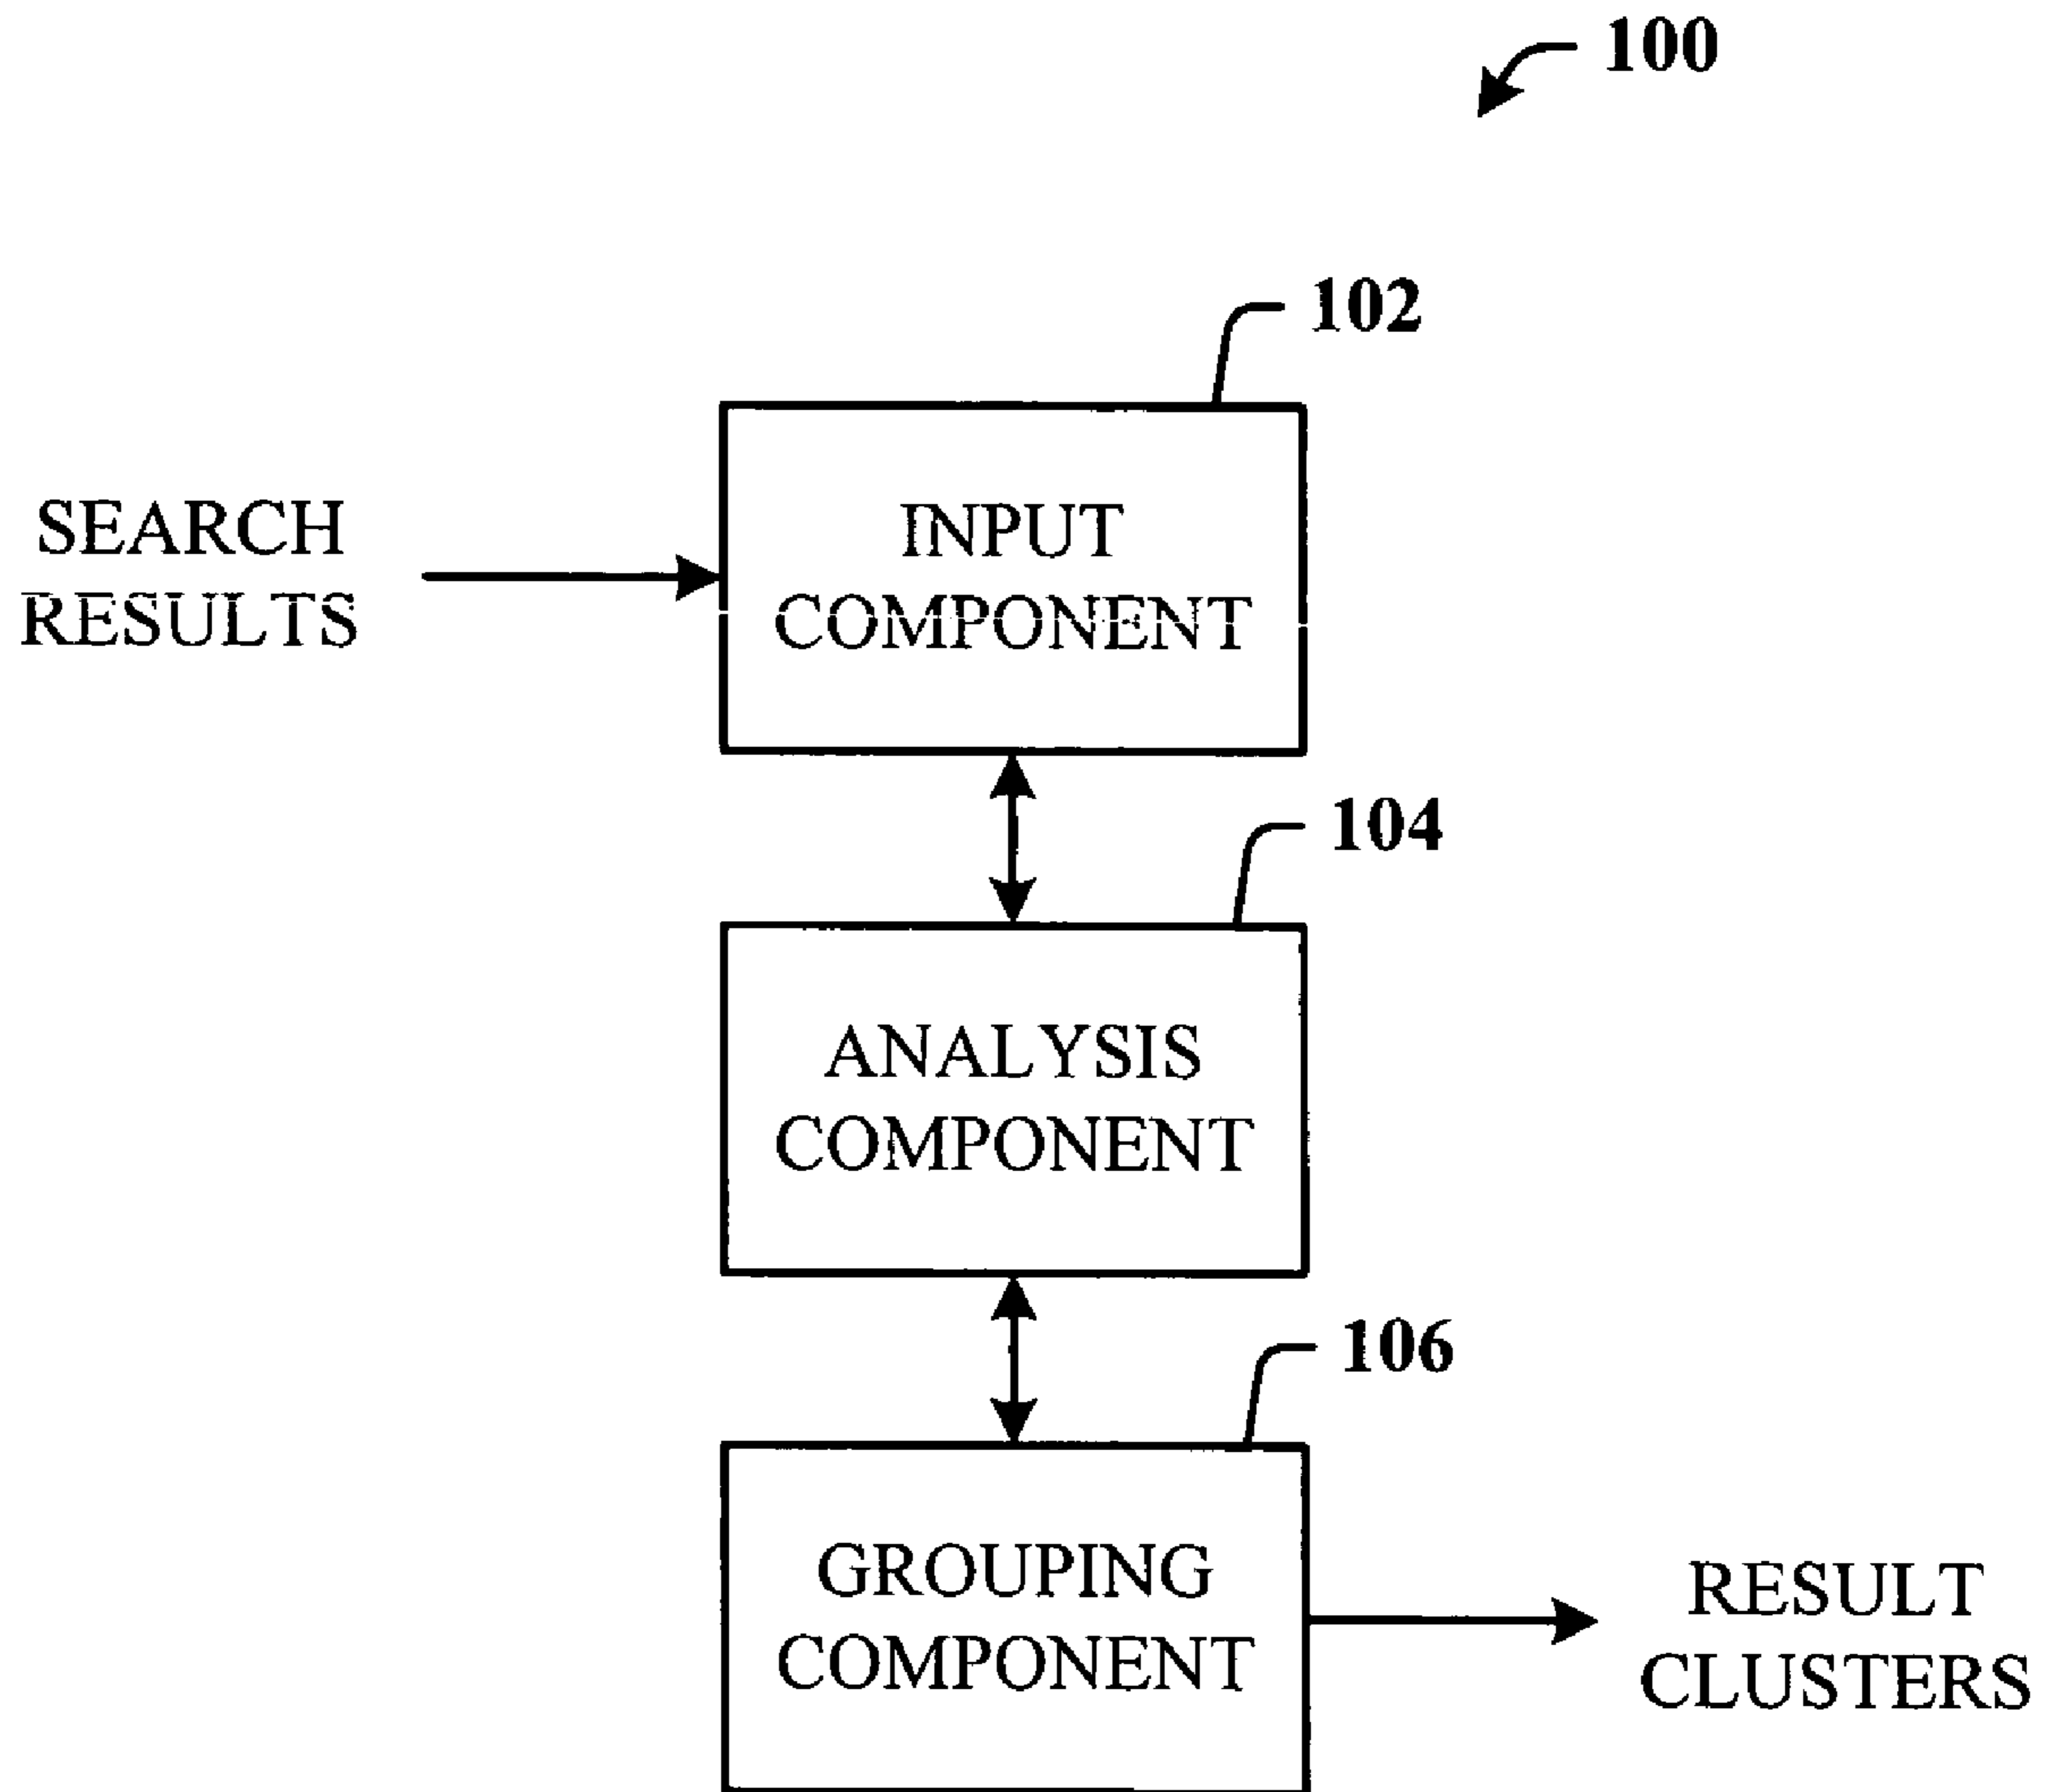 100
102
SEARCH
RESULTS
INPUT
COMPONENT
104
ANALYSIS
COMPONENT
106
GROUPING
COMPONENT
RESULT
CLUSTERS